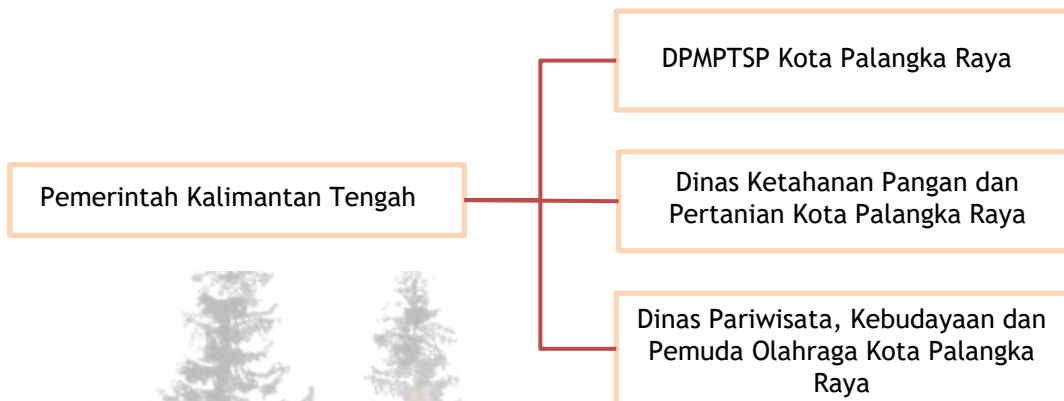 DPMPTSP Kota Palangka Raya
Pemerintah Kalimantan Tengah
Dinas Ketahanan Pangan dan
Pertanian Kota Palangka Raya
Dinas Pariwisata, Kebudayaan dan
Pemuda Olahraga Kota Palangka
Raya